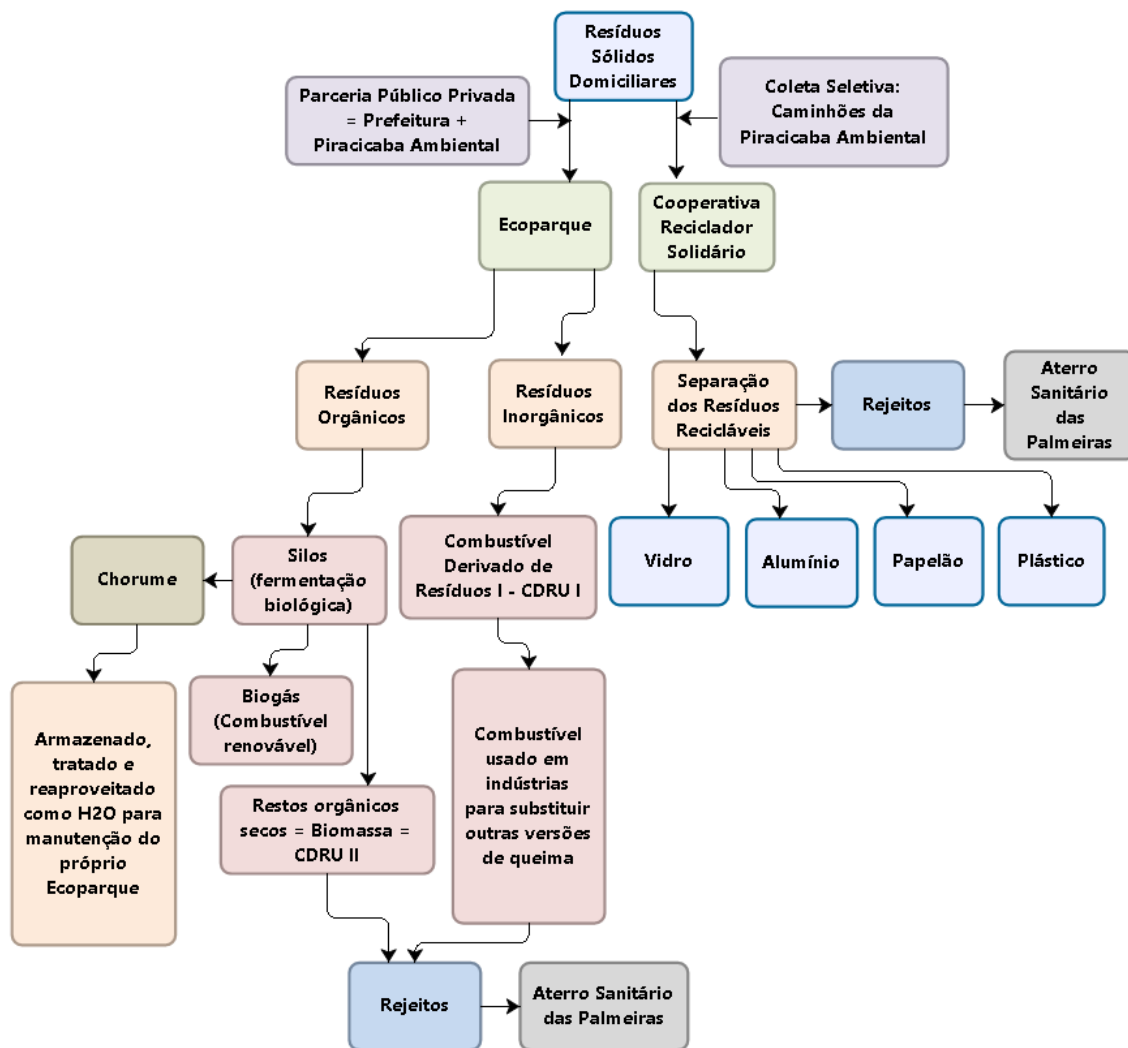 Resíduos
Sólidos
Domiciliares
Parceria Público Privada
= Prefeitura +
Piracicaba Ambiental
Coleta Seletiva:
Caminhões da
Piracicaba Ambiental
Ecoparque
Cooperativa
Reciclador
Solidário
Resíduos
Orgânicos
Resíduos
Inorgânicos
Separação
dos Resíduos
Recicláveis
Rejeitos
Aterro
Sanitário
das
Palmeiras
Chorume
Silos
(fermentação
biológica)
Combustível
Derivado de
Resíduos I - CDRU I
Vidro
Alumínio
Papelão
Plástico
Armazenado,
tratado e
reaproveitado
como H2O para
manutenção do
próprio
Ecoparque
Biogás
(Combustível
renovável)
Restos orgânicos
secos = Biomassa =
CDRU II
Combustível
usado em
indústrias
para substituir
outras versões
de queima
Rejeitos
Aterro Sanitário
das Palmeiras